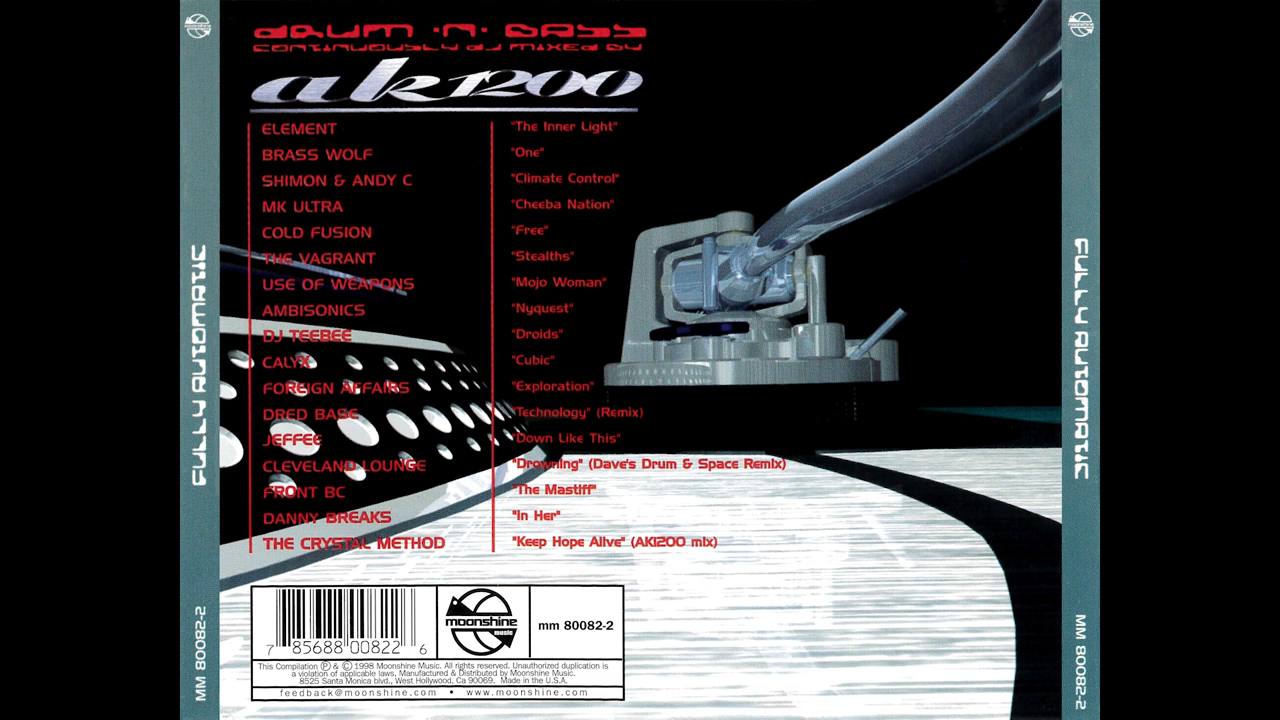 DRUM 'N' BASS
CONTINUOUSLY DJ MIXED BY
ak1200
ELEMENT "The Inner Light"
BRASS WOLF "One"
SHIMON & ANDY C "Climate Control"
MK ULTRA "Cheeba Nation"
COLD FUSION "Free"
THE VAGRANT "Stealths"
USE OF WEAPONS "Mojo Woman"
AMBISONICS "Nyquest"
DJ TEEBEE "Droids"
CALYX "Cubic"
FOREIGN AFFAIRS "Exploration"
DRED BASE "Technology" (Remix)
JEFFEE "Down Like This"
CLEVELAND LOUNGE "Drowning" (Dave's Drum & Space Remix)
FRONT BC "The Mastiff"
DANNY BREAKS "In Her"
THE CRYSTAL METHOD "Keep Hope Alive" (AK1200 mix)
7 85688 00822 6
moonshine
music
mm 80082-2
This Compilation Ⓟ & © 1998 Moonshine Music. All rights reserved. Unauthorized duplication is
a violation of applicable laws. Manufactured & Distributed by Moonshine Music.
8525 Santa Monica blvd., West Hollywood, Ca 90069. Made in the U.S.A.
feedback@moonshine.com • www.moonshine.com
FULLY AUTOMATIC
MM 80082-2
FULLLY AUTOMATIC
MM 80082-2